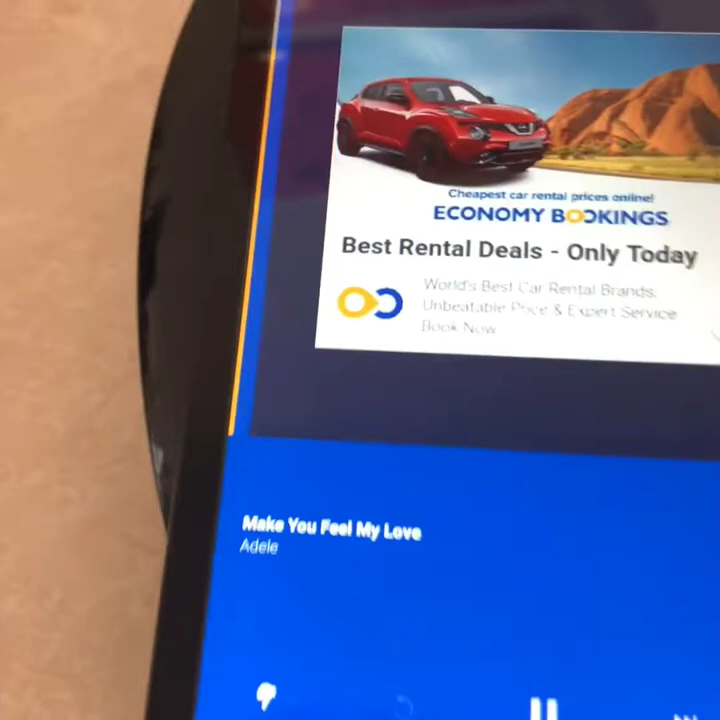 Cheapest car rental prices online!
ECONOMY BOOKINGS
Best Rental Deals - Only Today
World's Best Car Rental Brands.
Unbeatable Price & Expert Service
Book Now
Make You Feel My Love
Adele